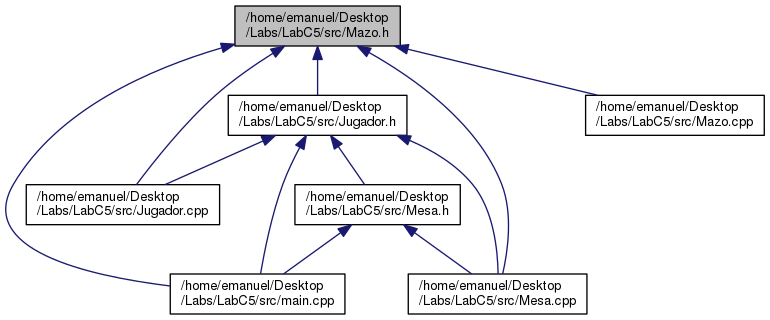 /home/emanuel/Desktop
/Labs/LabC5/src/Mazo.h
/home/emanuel/Desktop
/Labs/LabC5/src/Jugador.h
/home/emanuel/Desktop
/Labs/LabC5/src/Mazo.cpp
/home/emanuel/Desktop
/Labs/LabC5/src/Jugador.cpp
/home/emanuel/Desktop
/Labs/LabC5/src/Mesa.h
/home/emanuel/Desktop
/Labs/LabC5/src/main.cpp
/home/emanuel/Desktop
/Labs/LabC5/src/Mesa.cpp